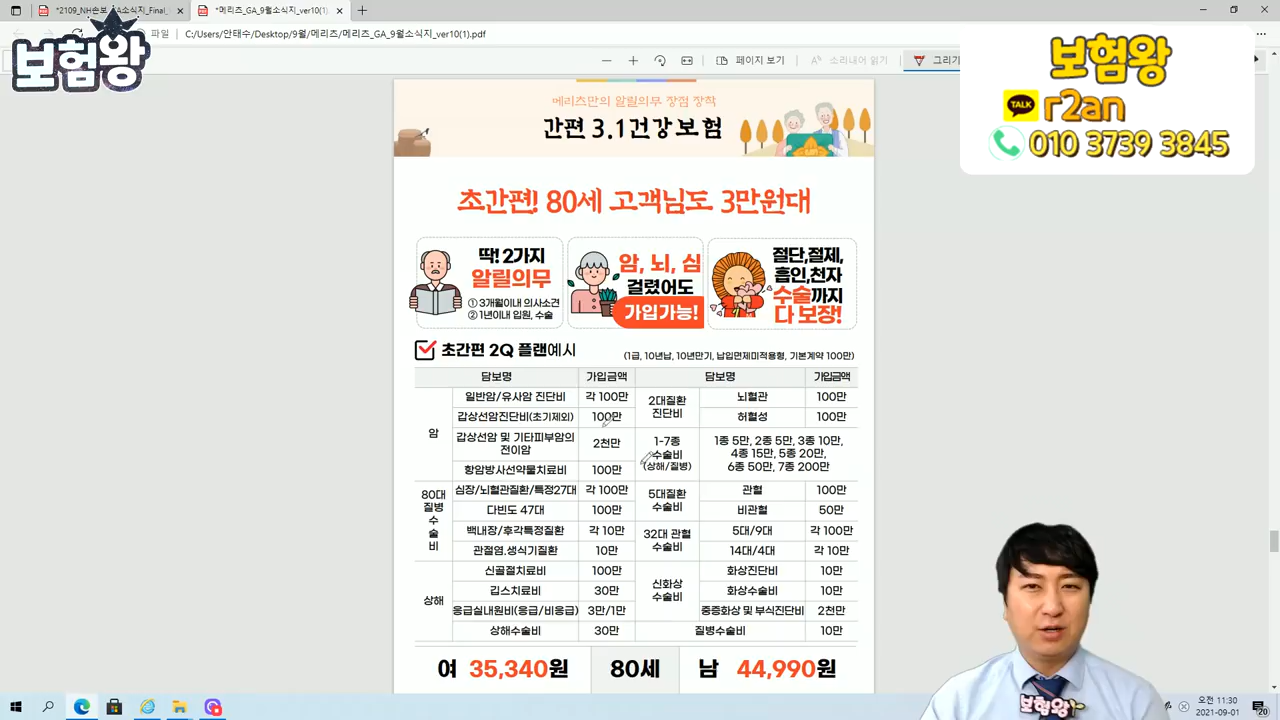 *2109_NH손보_GA소식지_Final_
*메리츠_GA_9월소식지_ver10(1).p
파일
C:/Users/안태수/Desktop/9월/메리츠/메리츠_GA_9월소식지_ver10(1).pdf
페이지 보기
소리내어 읽기
그리기
보험왕
보험왕
TALK r2an
010 3739 3845
메리츠만의 알릴의무 장점 장착
간편 3.1건강보험
초간편! 80세 고객님도 3만원대
딱! 2가지
알릴의무
① 3개월이내 의사소견
② 1년이내 입원, 수술
암, 뇌, 심
걸렸어도
가입가능!
절단,절제,
흡인,천자
수술까지
다 보장!
초간편 2Q 플랜예시
(1급, 10년납, 10년만기, 납입면제미적용형, 기본계약 100만)
담보명 가입금액 담보명 가입금액
암
일반암/유사암 진단비 각 100만
갑상선암진단비(초기제외) 100만
갑상선암 및 기타피부암의
전이암 2천만
항암방사선약물치료비 100만
2대질환
진단비
뇌혈관 100만
허혈성 100만
1-7종
수술비
(상해/질병)
1종 5만, 2종 5만, 3종 10만,
4종 15만, 5종 20만,
6종 50만, 7종 200만
80대
질병
수
술
비
심장/뇌혈관질환/특정27대 각 100만
다빈도 47대 100만
백내장/후각특정질환 각 10만
관절염.생식기질환 10만
5대질환
수술비
관혈 100만
비관혈 50만
32대 관혈
수술비
5대/9대 각 100만
14대/4대 각 10만
상해
신골절치료비 100만
깁스치료비 30만
응급실내원비(응급/비응급) 3만/1만
상해수술비 30만
신화상
수술비
화상진단비 10만
화상수술비 10만
중증화상 및 부식진단비 2천만
질병수술비 10만
여 35,340원 80세 남 44,990원
보험왕
오전 11:30
2021-09-01
20